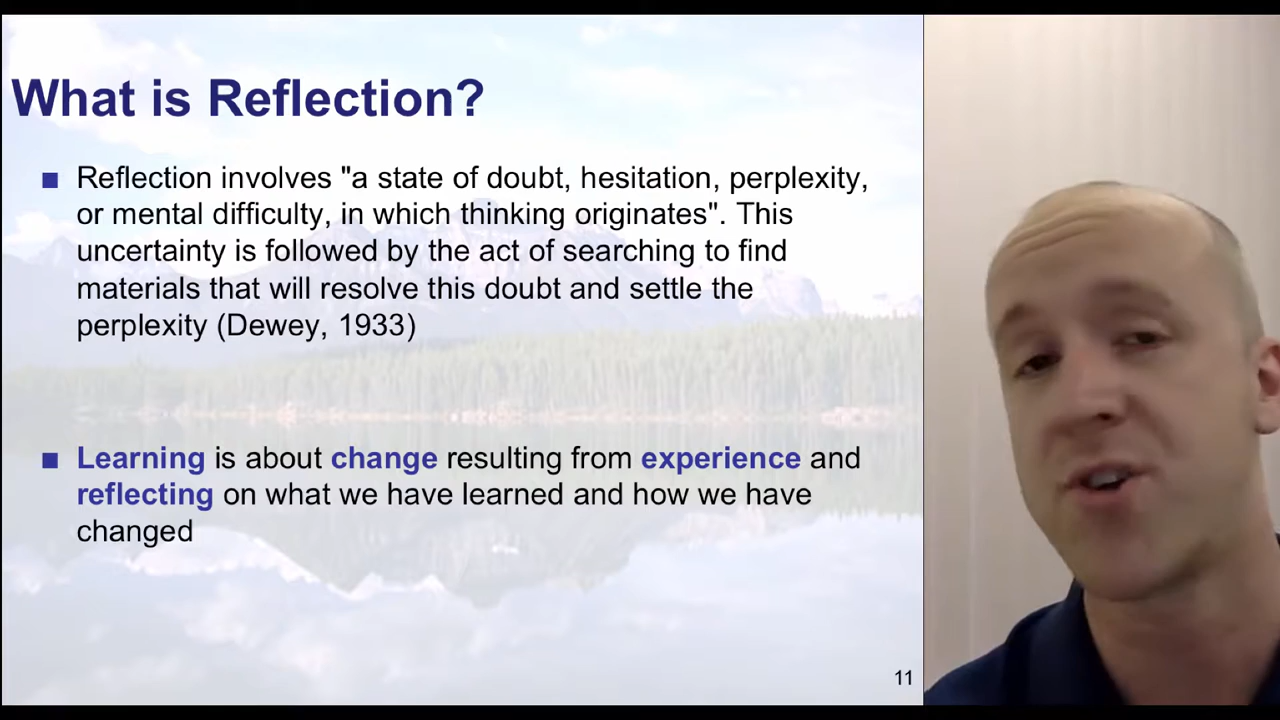 What is Reflection?
Reflection involves "a state of doubt, hesitation, perplexity,
or mental difficulty, in which thinking originates". This
uncertainty is followed by the act of searching to find
materials that will resolve this doubt and settle the
perplexity (Dewey, 1933)
Learning is about change resulting from experience and
reflecting on what we have learned and how we have
changed
11